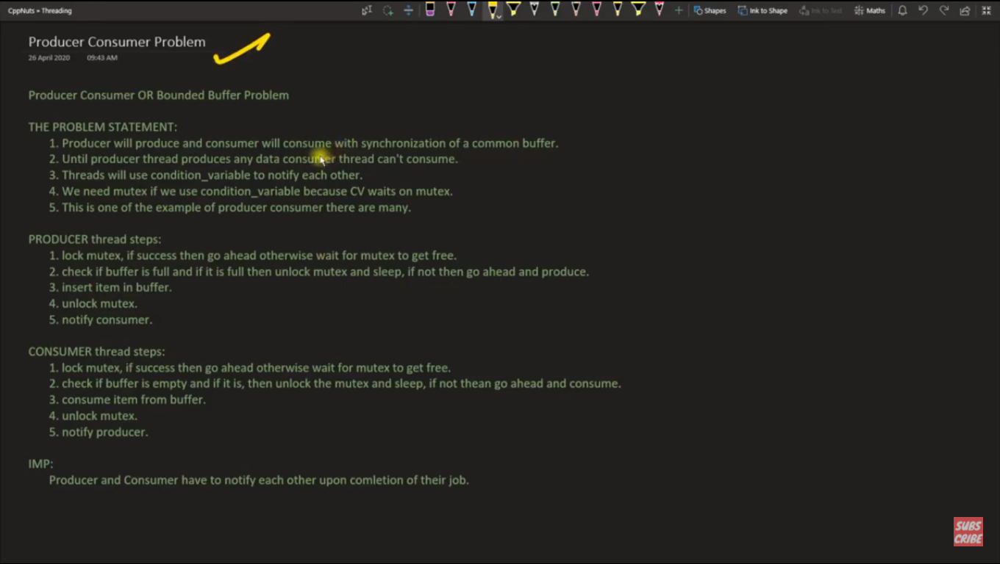 CppNuts » Threading
Shapes
Ink to Shape
Ink to Text
Maths
Producer Consumer Problem
26 April 2020 09:43 AM
Producer Consumer OR Bounded Buffer Problem
THE PROBLEM STATEMENT:
1. Producer will produce and consumer will consume with synchronization of a common buffer.
2. Until producer thread produces any data consumer thread can't consume.
3. Threads will use condition_variable to notify each other.
4. We need mutex if we use condition_variable because CV waits on mutex.
5. This is one of the example of producer consumer there are many.
PRODUCER thread steps:
1. lock mutex, if success then go ahead otherwise wait for mutex to get free.
2. check if buffer is full and if it is full then unlock mutex and sleep, if not then go ahead and produce.
3. insert item in buffer.
4. unlock mutex.
5. notify consumer.
CONSUMER thread steps:
1. lock mutex, if success then go ahead otherwise wait for mutex to get free.
2. check if buffer is empty and if it is, then unlock the mutex and sleep, if not thean go ahead and consume.
3. consume item from buffer.
4. unlock mutex.
5. notify producer.
IMP:
Producer and Consumer have to notify each other upon comletion of their job.
SUBS
CRIBE